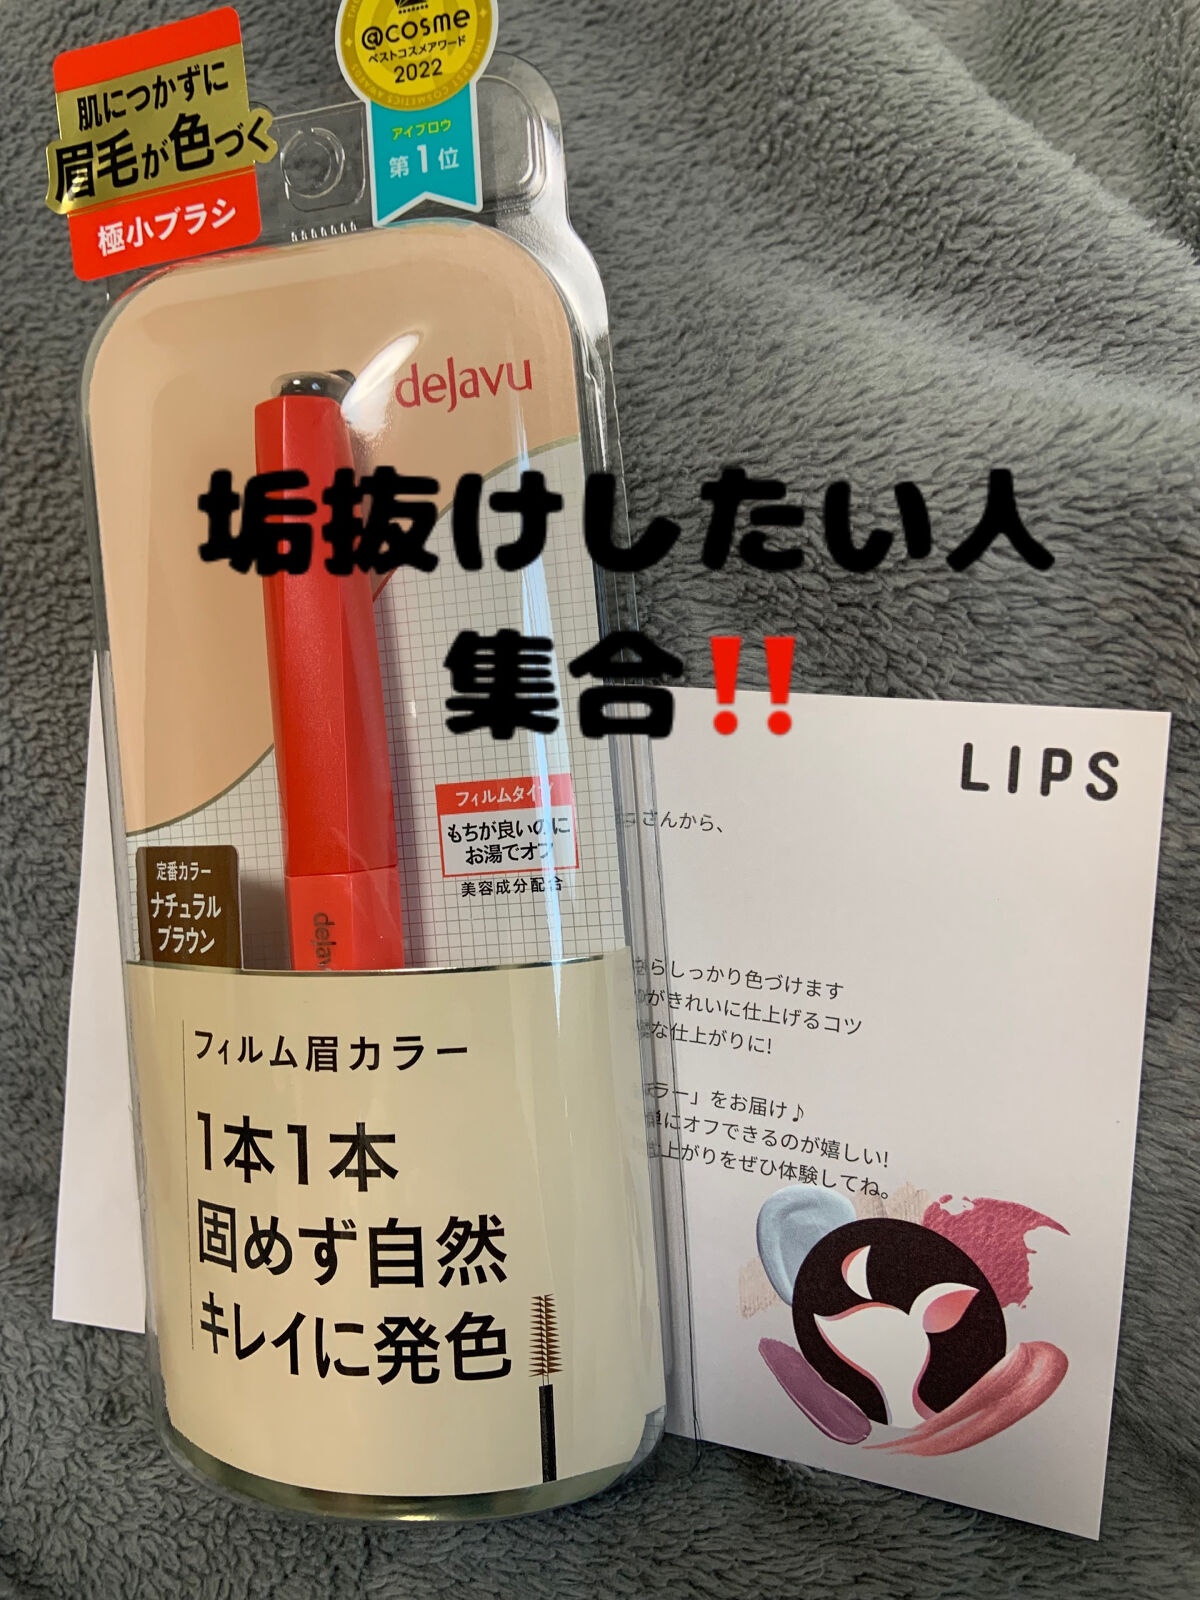 肌につかずに
眉毛が色づく
極小ブラシ
@cosme
ベストコスメアワード
2022
アイブロウ
第1位
dejavu
垢抜けしたい人
集合‼️
フィルムタイプ
もちが良いのに
お湯でオフ
美容成分配合
定番カラー
ナチュラル
ブラウン
フィルム眉カラー
1本1本
固めず自然
キレイに発色
LIPS
さんから、
らしっかり色づけます
がきれいに仕上げるコツ
な仕上がりに!
ラー」をお届け♪
単にオフできるのが嬉しい!
仕上がりをぜひ体験してね。